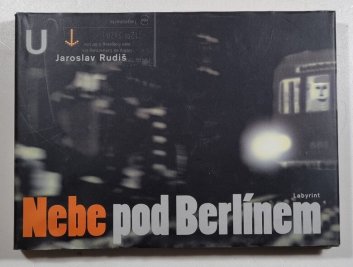 U
Jaroslav Rudiš
Labyrint
Nebe pod Berlínem